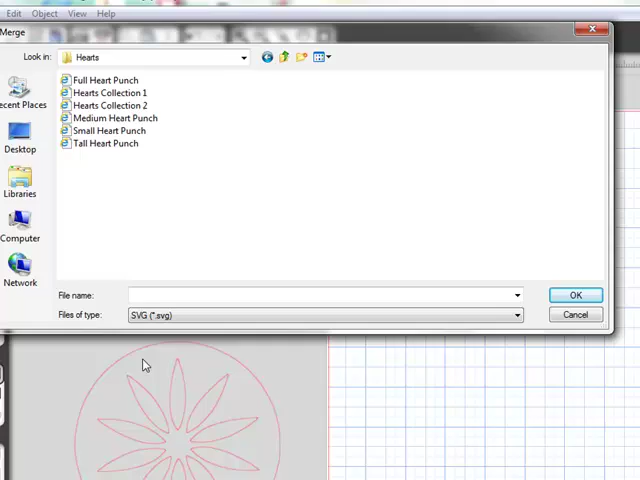 Edit Object View Help
Merge
Look in: Hearts
Full Heart Punch
Hearts Collection 1
Hearts Collection 2
Medium Heart Punch
Small Heart Punch
Tall Heart Punch
ecent Places
Desktop
Libraries
Computer
Network
File name: OK
Files of type: SVG (*.svg) Cancel